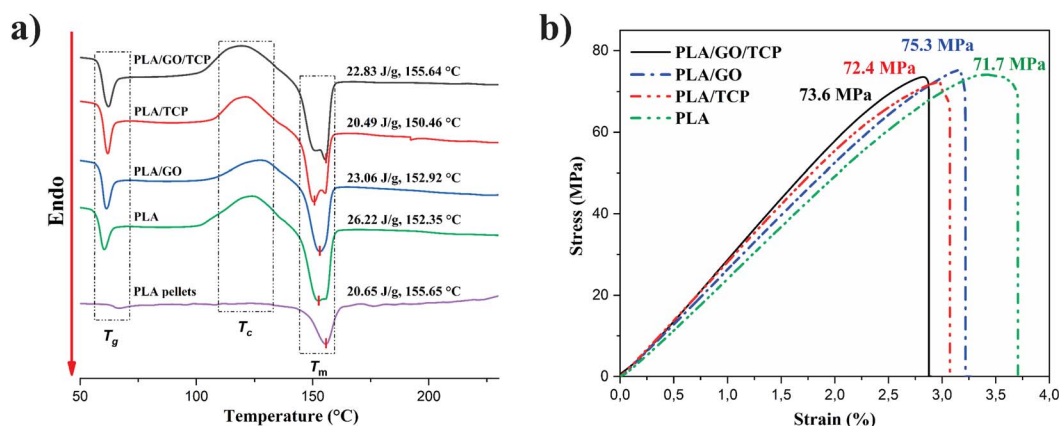 a)
Endo
PLA/GO/TCP
22.83 J/g, 155.64 °C
PLA/TCP
20.49 J/g, 150.46 °C
PLA/GO
23.06 J/g, 152.92 °C
PLA
26.22 J/g, 152.35 °C
PLA pellets
20.65 J/g, 155.65 °C
Tg
Tc
Tm
50 100 150 200
Temperature (°C)
b)
Stress (MPa)
80
60
40
20
0
PLA/GO/TCP
PLA/GO
PLA/TCP
PLA
75.3 MPa
72.4 MPa
71.7 MPa
73.6 MPa
0,0 0,5 1,0 1,5 2,0 2,5 3,0 3,5 4,0
Strain (%)